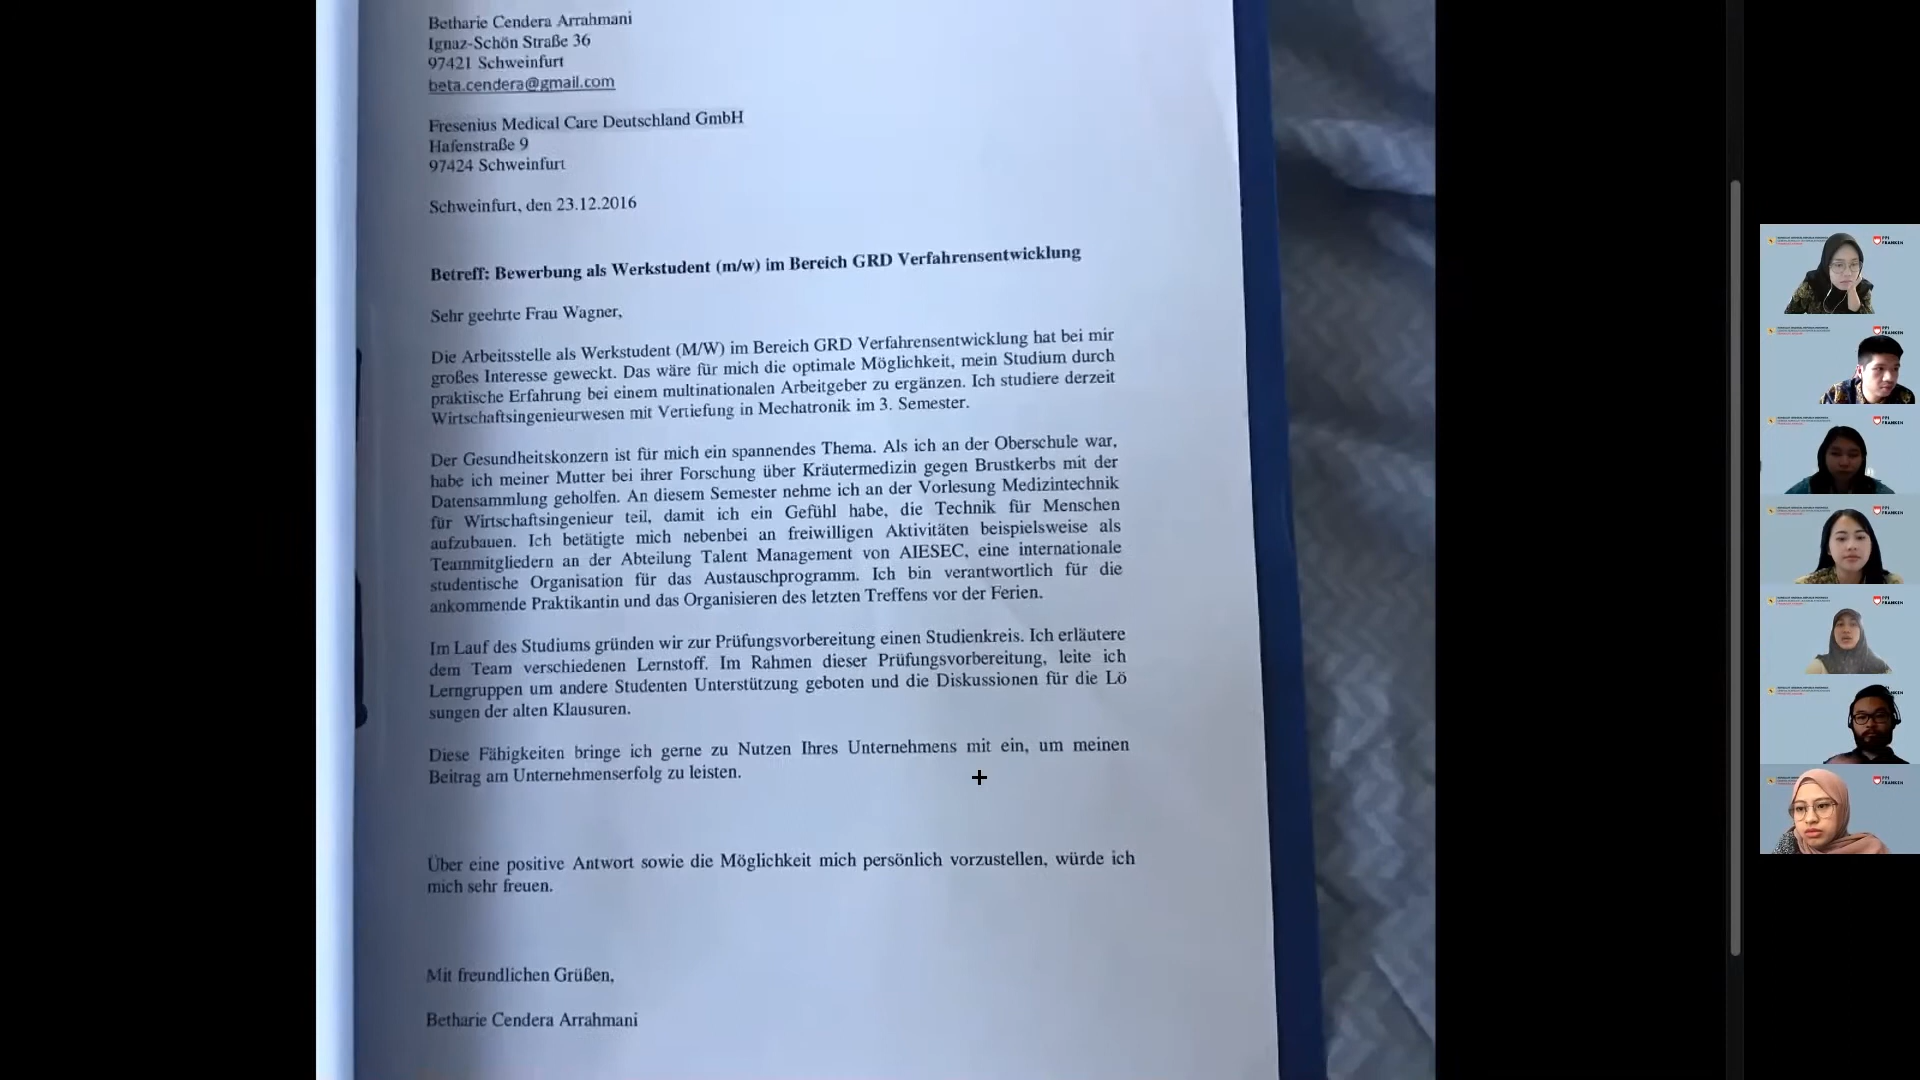 Betharie Cendera Arrahmani
Ignaz-Schön Straße 36
97421 Schweinfurt
beta.cendera@gmail.com
Fresenius Medical Care Deutschland GmbH
Hafenstraße 9
97424 Schweinfurt
Schweinfurt, den 23.12.2016
Betreff: Bewerbung als Werkstudent (m/w) im Bereich GRD Verfahrensentwicklung
Sehr geehrte Frau Wagner,
Die Arbeitsstelle als Werkstudent (M/W) im Bereich GRD Verfahrensentwicklung hat bei mir
großes Interesse geweckt. Das wäre für mich die optimale Möglichkeit, mein Studium durch
praktische Erfahrung bei einem multinationalen Arbeitgeber zu ergänzen. Ich studiere derzeit
Wirtschaftsingenieurwesen mit Vertiefung in Mechatronik im 3. Semester.
Der Gesundheitskonzern ist für mich ein spannendes Thema. Als ich an der Oberschule war,
habe ich meiner Mutter bei ihrer Forschung über Kräutermedizin gegen Brustkerbs mit der
Datensammlung geholfen. An diesem Semester nehme ich an der Vorlesung Medizintechnik
für Wirtschaftsingenieur teil, damit ich ein Gefühl habe, die Technik für Menschen
aufzubauen. Ich betätigte mich nebenbei an freiwilligen Aktivitäten beispielsweise als
Teammitgliedern an der Abteilung Talent Management von AIESEC, eine internationale
studentische Organisation für das Austauschprogramm. Ich bin verantwortlich für die
ankommende Praktikantin und das Organisieren des letzten Treffens vor der Ferien.
Im Lauf des Studiums gründen wir zur Prüfungsvorbereitung einen Studienkreis. Ich erläutere
dem Team verschiedenen Lernstoff. Im Rahmen dieser Prüfungsvorbereitung, leite ich
Lerngruppen um andere Studenten Unterstützung geboten und die Diskussionen für die Lö
sungen der alten Klausuren.
Diese Fähigkeiten bringe ich gerne zu Nutzen Ihres Unternehmens mit ein, um meinen
Beitrag am Unternehmenserfolg zu leisten.
Über eine positive Antwort sowie die Möglichkeit mich persönlich vorzustellen, würde ich
mich sehr freuen.
Mit freundlichen Grüßen,
Betharie Cendera Arrahmani
PPI
FRANKEN
PPI
FRANKEN
PPI
FRANKEN
PPI
FRANKEN
PPI
FRANKEN
PPI
FRANKEN